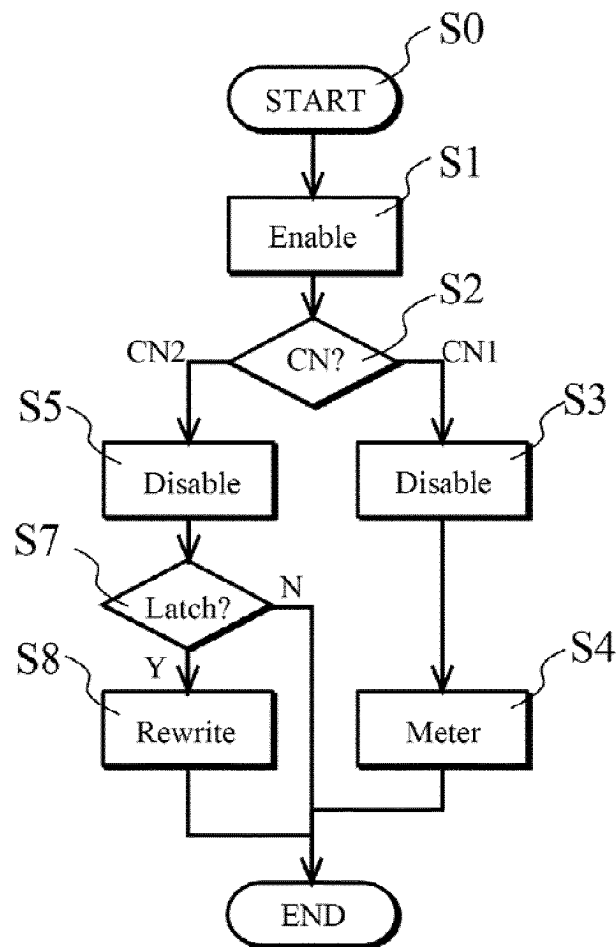 S0
START
S1
Enable
S2
CN2
CN?
CN1
S5
S3
Disable
Disable
S7
Latch?
N
S8
Y
S4
Rewrite
Meter
END